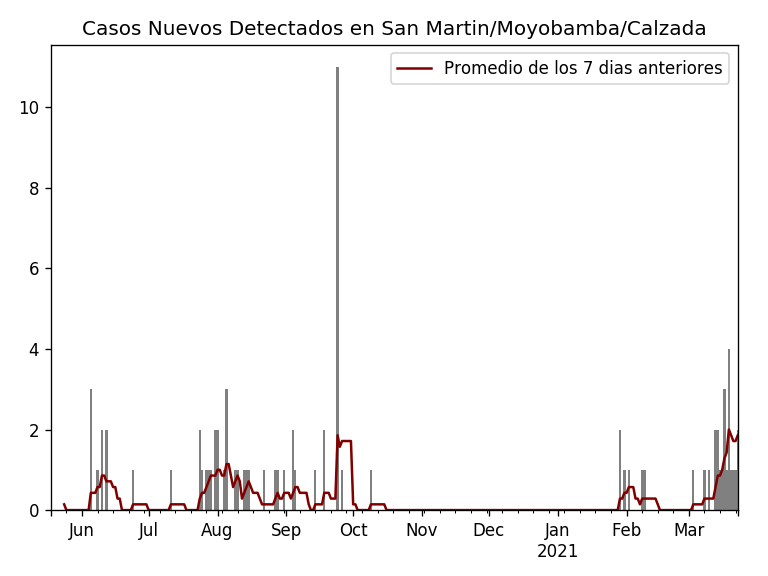 Casos Nuevos Detectados en San Martin/Moyobamba/Calzada
Promedio de los 7 dias anteriores
10
8
6
4
2
0
Jun Jul Aug Sep Oct Nov Dec Jan Feb Mar
2021